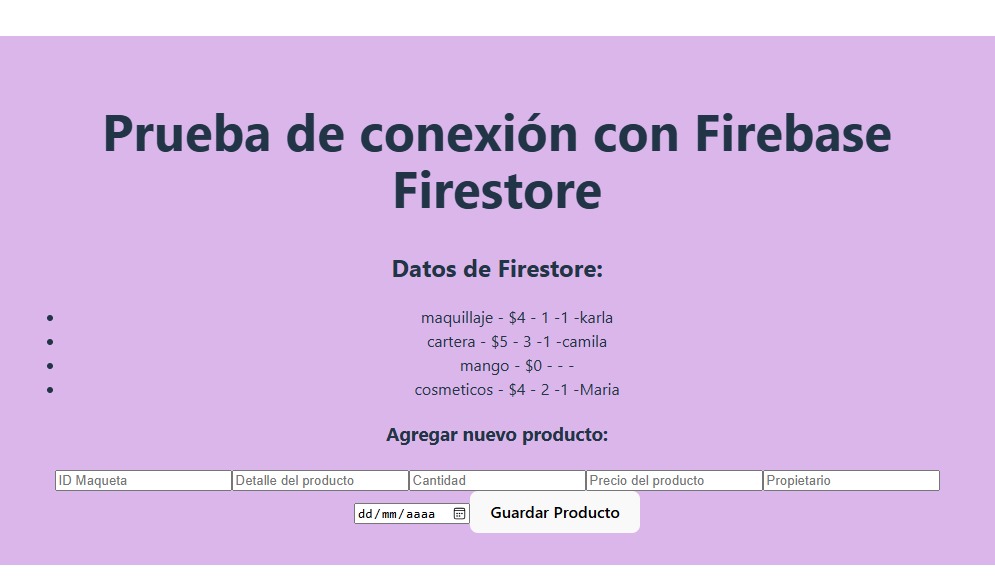 Prueba de conexión con Firebase
Firestore
Datos de Firestore:
maquillaje - $4 - 1 -1 -karla
cartera - $5 - 3 -1 -camila
mango - $0 - - -
cosmeticos - $4 - 2 -1 -Maria
Agregar nuevo producto:
ID Maqueta Detalle del producto Cantidad Precio del producto Propietario
dd/mm/aaaa Guardar Producto